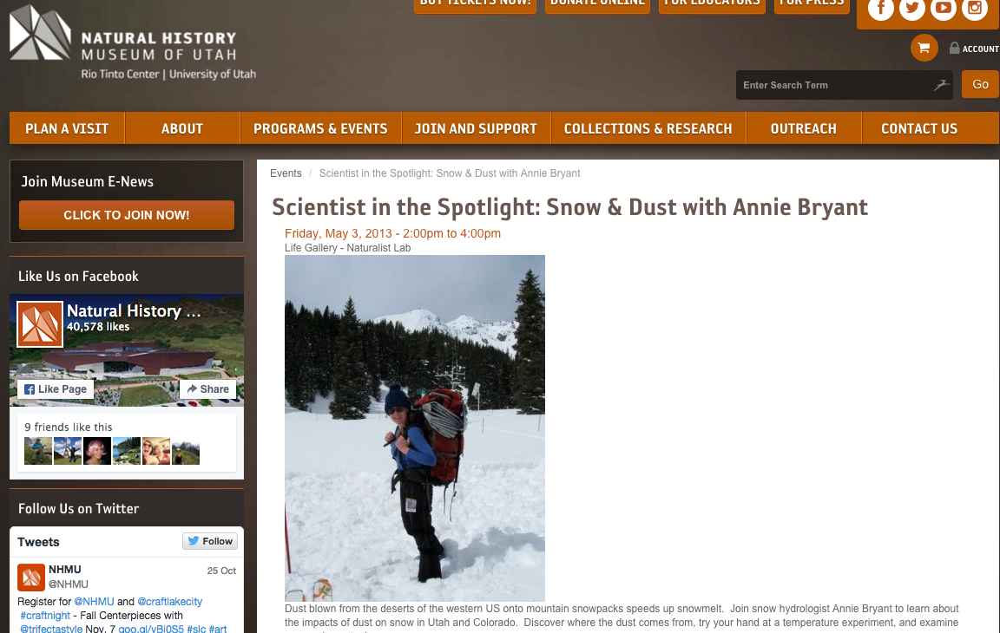 BUY TICKETS NOW! DONATE ONLINE FOR EDUCATORS FOR PRESS
NATURAL HISTORY
MUSEUM OF UTAH
Rio Tinto Center | University of Utah
ACCOUNT
Enter Search Term
Go
PLAN A VISIT ABOUT PROGRAMS & EVENTS JOIN AND SUPPORT COLLECTIONS & RESEARCH OUTREACH CONTACT US
Join Museum E-News
CLICK TO JOIN NOW!
Like Us on Facebook
Natural History ...
40,578 likes
Like Page Share
9 friends like this
Follow Us on Twitter
Tweets Follow
NHMU 25 Oct
@NHMU
Register for @NHMU and @craftlakecity
#craftnight - Fall Centerpieces with
@trifectastyle Nov. 7 goo.gl/vBj0S5 #slc #art
Events / Scientist in the Spotlight: Snow & Dust with Annie Bryant
Scientist in the Spotlight: Snow & Dust with Annie Bryant
Friday, May 3, 2013 - 2:00pm to 4:00pm
Life Gallery - Naturalist Lab
Dust blown from the deserts of the western US onto mountain snowpacks speeds up snowmelt. Join snow hydrologist Annie Bryant to learn about
the impacts of dust on snow in Utah and Colorado. Discover where the dust comes from, try your hand at a temperature experiment, and examine